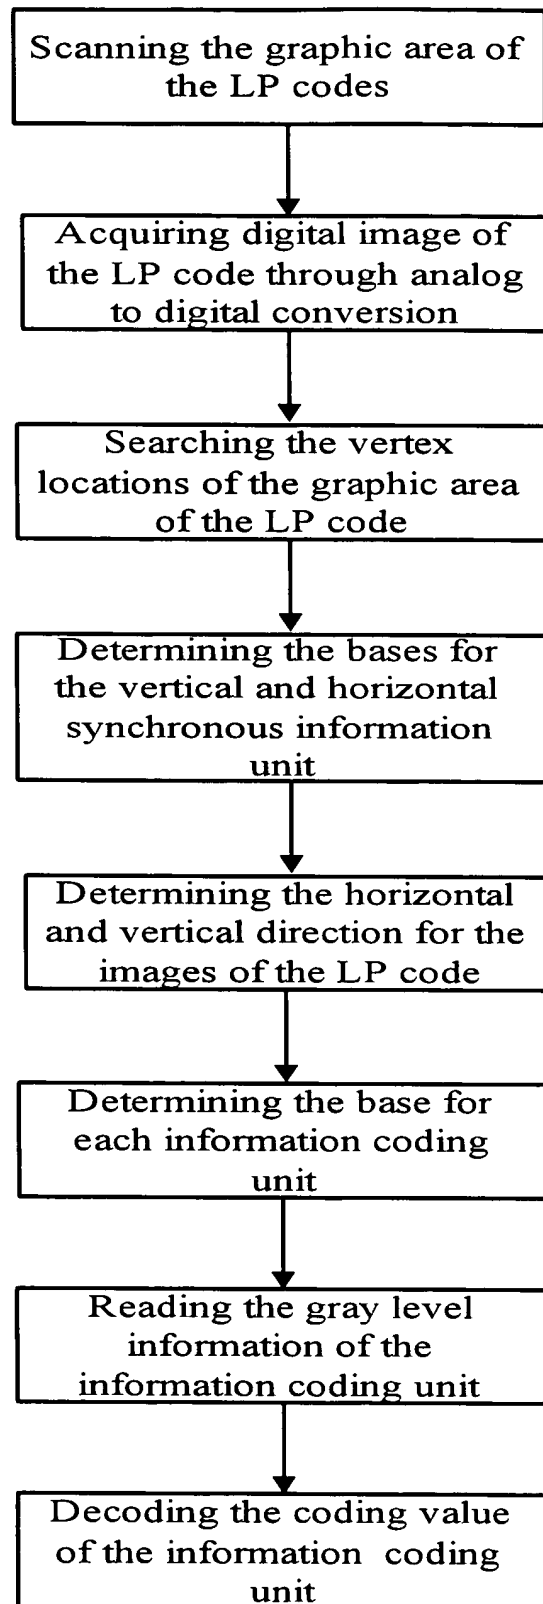 Scanning the graphic area of
the LP codes
Acquiring digital image of
the LP code through analog
to digital conversion
Searching the vertex
locations of the graphic area
of the LP code
Determining the bases for
the vertical and horizontal
synchronous information
unit
Determining the horizontal
and vertical direction for the
images of the LP code
Determining the base for
each information coding
unit
Reading the gray level
information of the
information coding unit
Decoding the coding value
of the information coding
unit